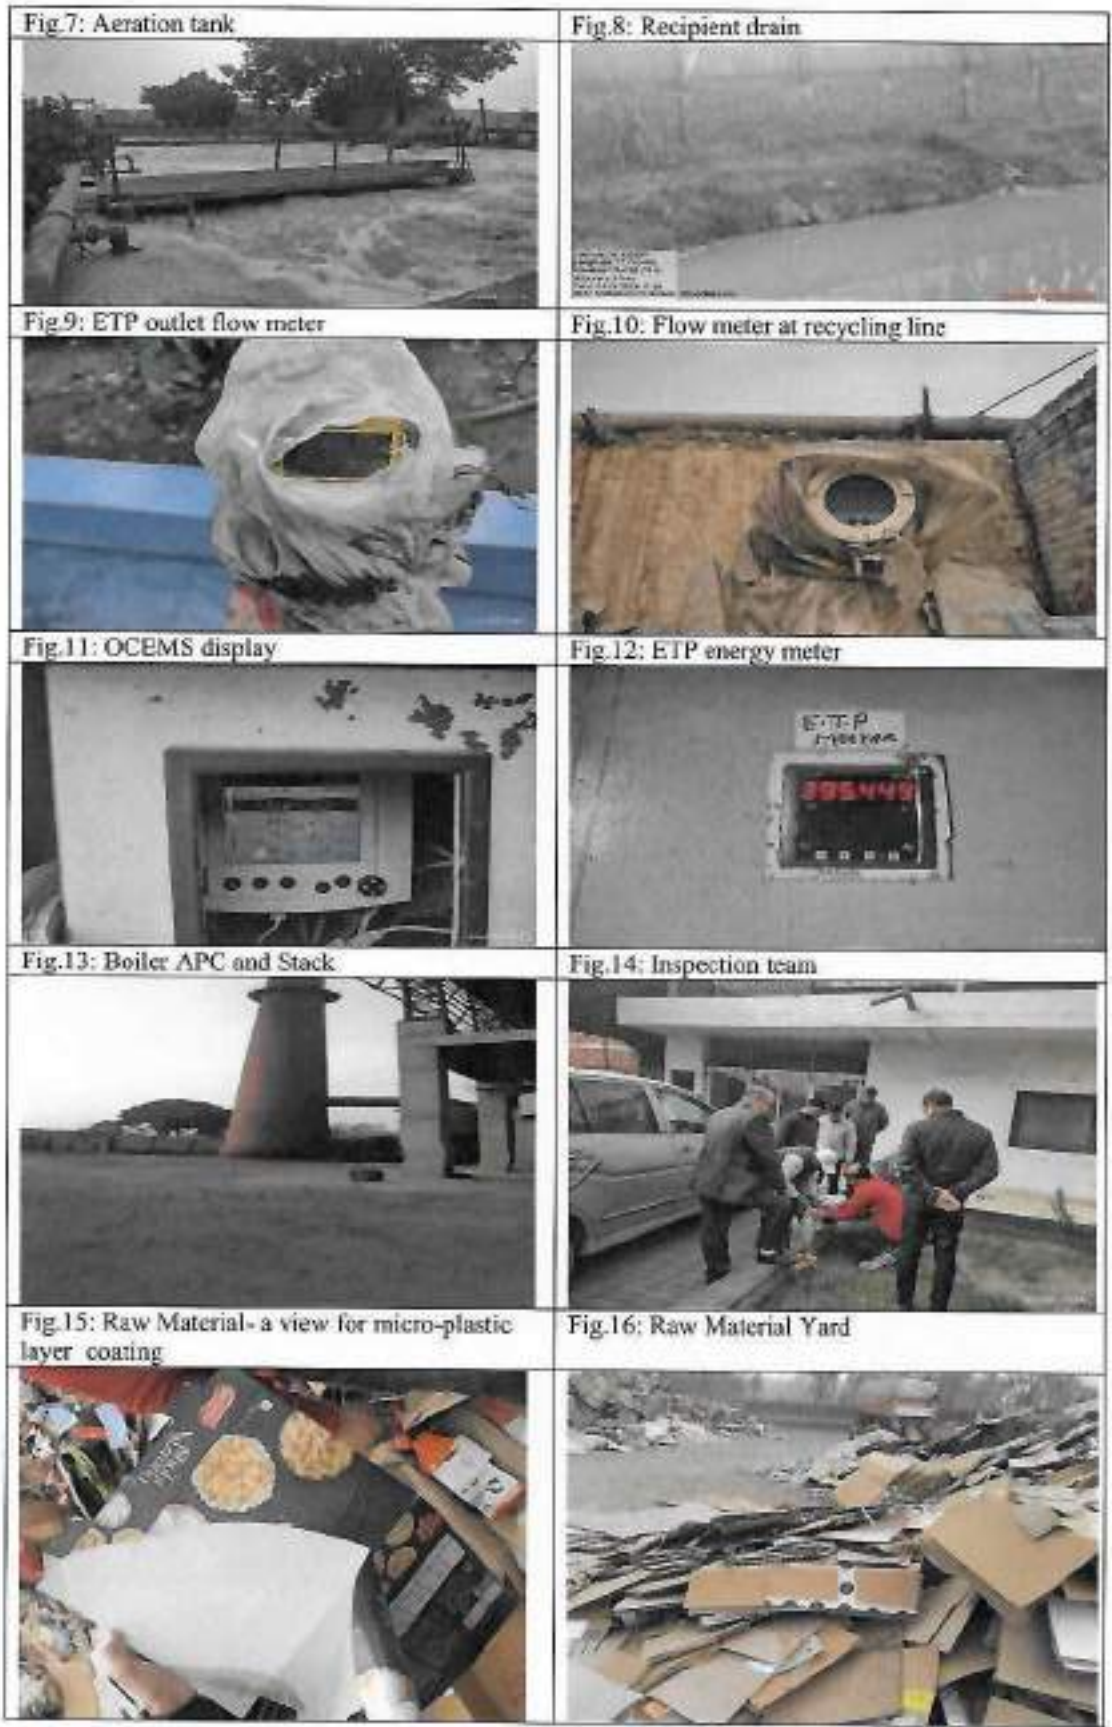 Fig.7: Aeration tank
Fig.8: Recipient drain
Fig.9: ETP outlet flow meter
Fig.10: Flow meter at recycling line
Fig.11: OCEMS display
Fig.12: ETP energy meter
E.T.P
Fig.13: Boiler APC and Stack
Fig.14: Inspection team
Fig.15: Raw Material- a view for micro-plastic
layer coating
Fig.16: Raw Material Yard